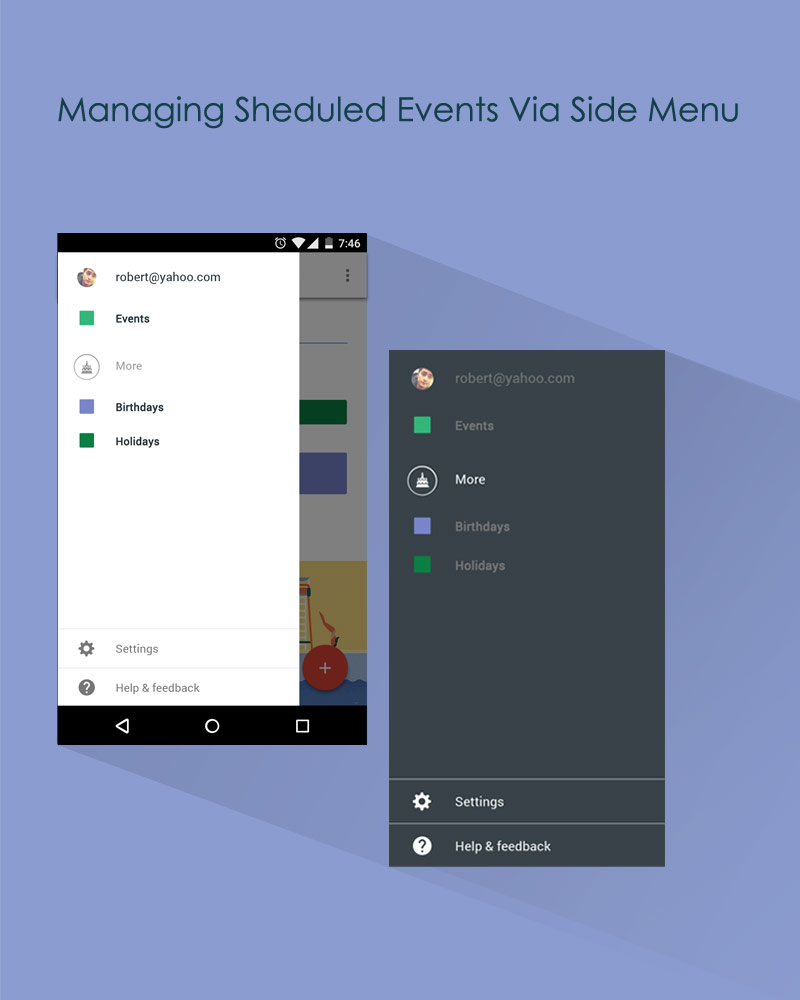 Managing Sheduled Events Via Side Menu
7:46
robert@yahoo.com
Events
More
Birthdays
Holidays
Settings
Help & feedback
robert@yahoo.com
Events
More
Birthdays
Holidays
Settings
Help & feedback